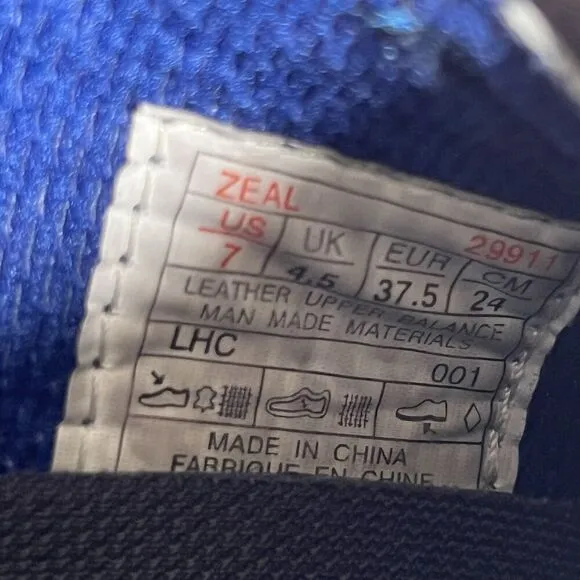 ZEAL 29911
US UK EUR CM
7 4.5 37.5 24
LEATHER UPPER BALANCE
MAN MADE MATERIALS
LHC 001
MADE IN CHINA
FABRIQUE EN CHINE